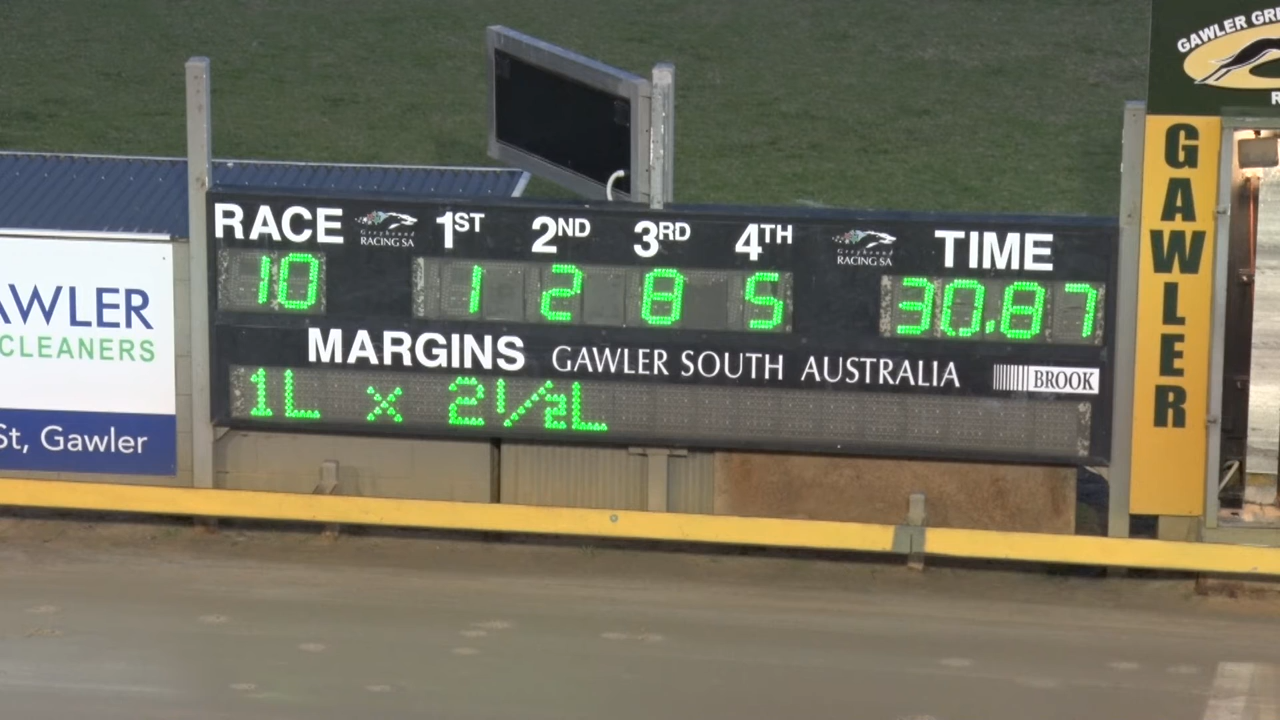 GAWLER
RACE
Greyhound
RACING SA
1ST
2ND
3RD
4TH
Greyhound
RACING SA
TIME
10
1
2
8
5
30.87
MARGINS
GAWLER SOUTH AUSTRALIA
BROOK
1L x 2½L
AWLER
CLEANERS
St, Gawler
GAWLER